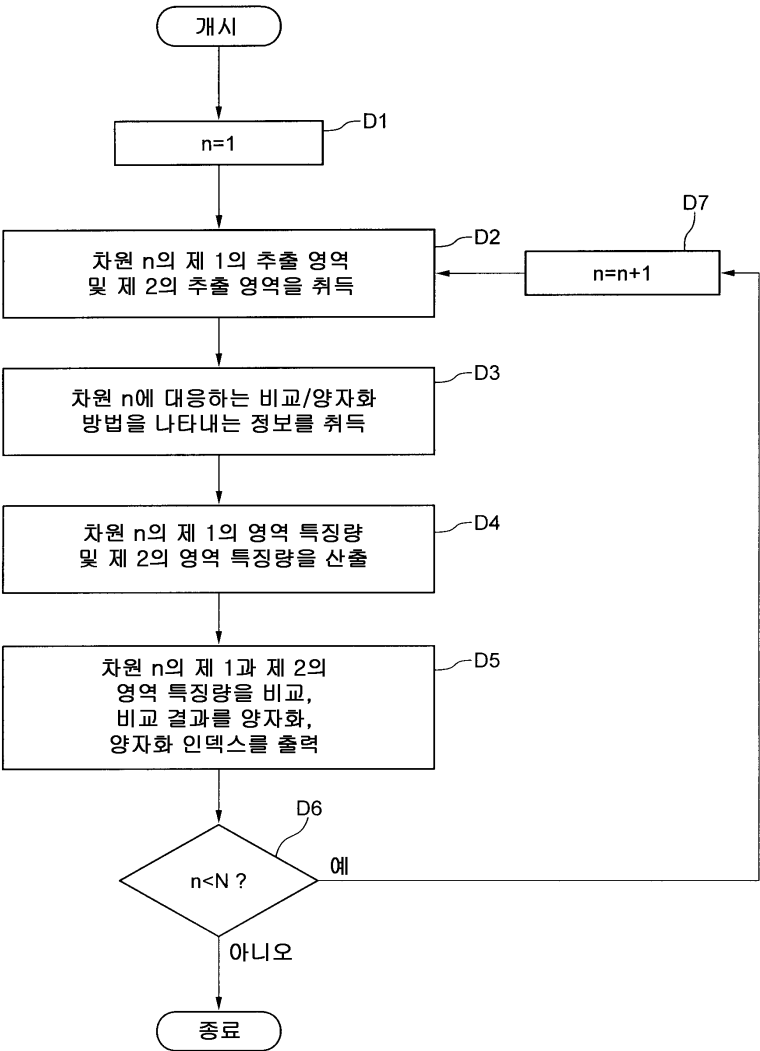 개시
D1
n=1
D2
차원 n의 제 1의 추출 영역
및 제 2의 추출 영역을 취득
D7
n=n+1
D3
차원 n에 대응하는 비교/양자화
방법을 나타내는 정보를 취득
D4
차원 n의 제 1의 영역 특징량
및 제 2의 영역 특징량을 산출
D5
차원 n의 제 1과 제 2의
영역 특징량을 비교,
비교 결과를 양자화,
양자화 인덱스를 출력
D6
n<N ?
예
아니오
종료